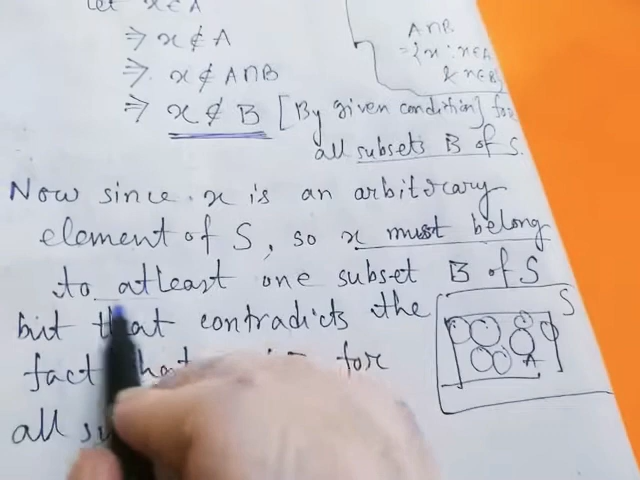 let x ∈ A
⇒ x ∉ A
⇒ x ∉ A∩B
⇒ x ∉ B [By given condition] for
all subsets B of S.
A∩B
= {x : x∈A
& x∈B}
Now since x is an arbitrary
element of S, so x must belong
to atleast one subset B of S
but that contradicts the
fact for
all
S
A